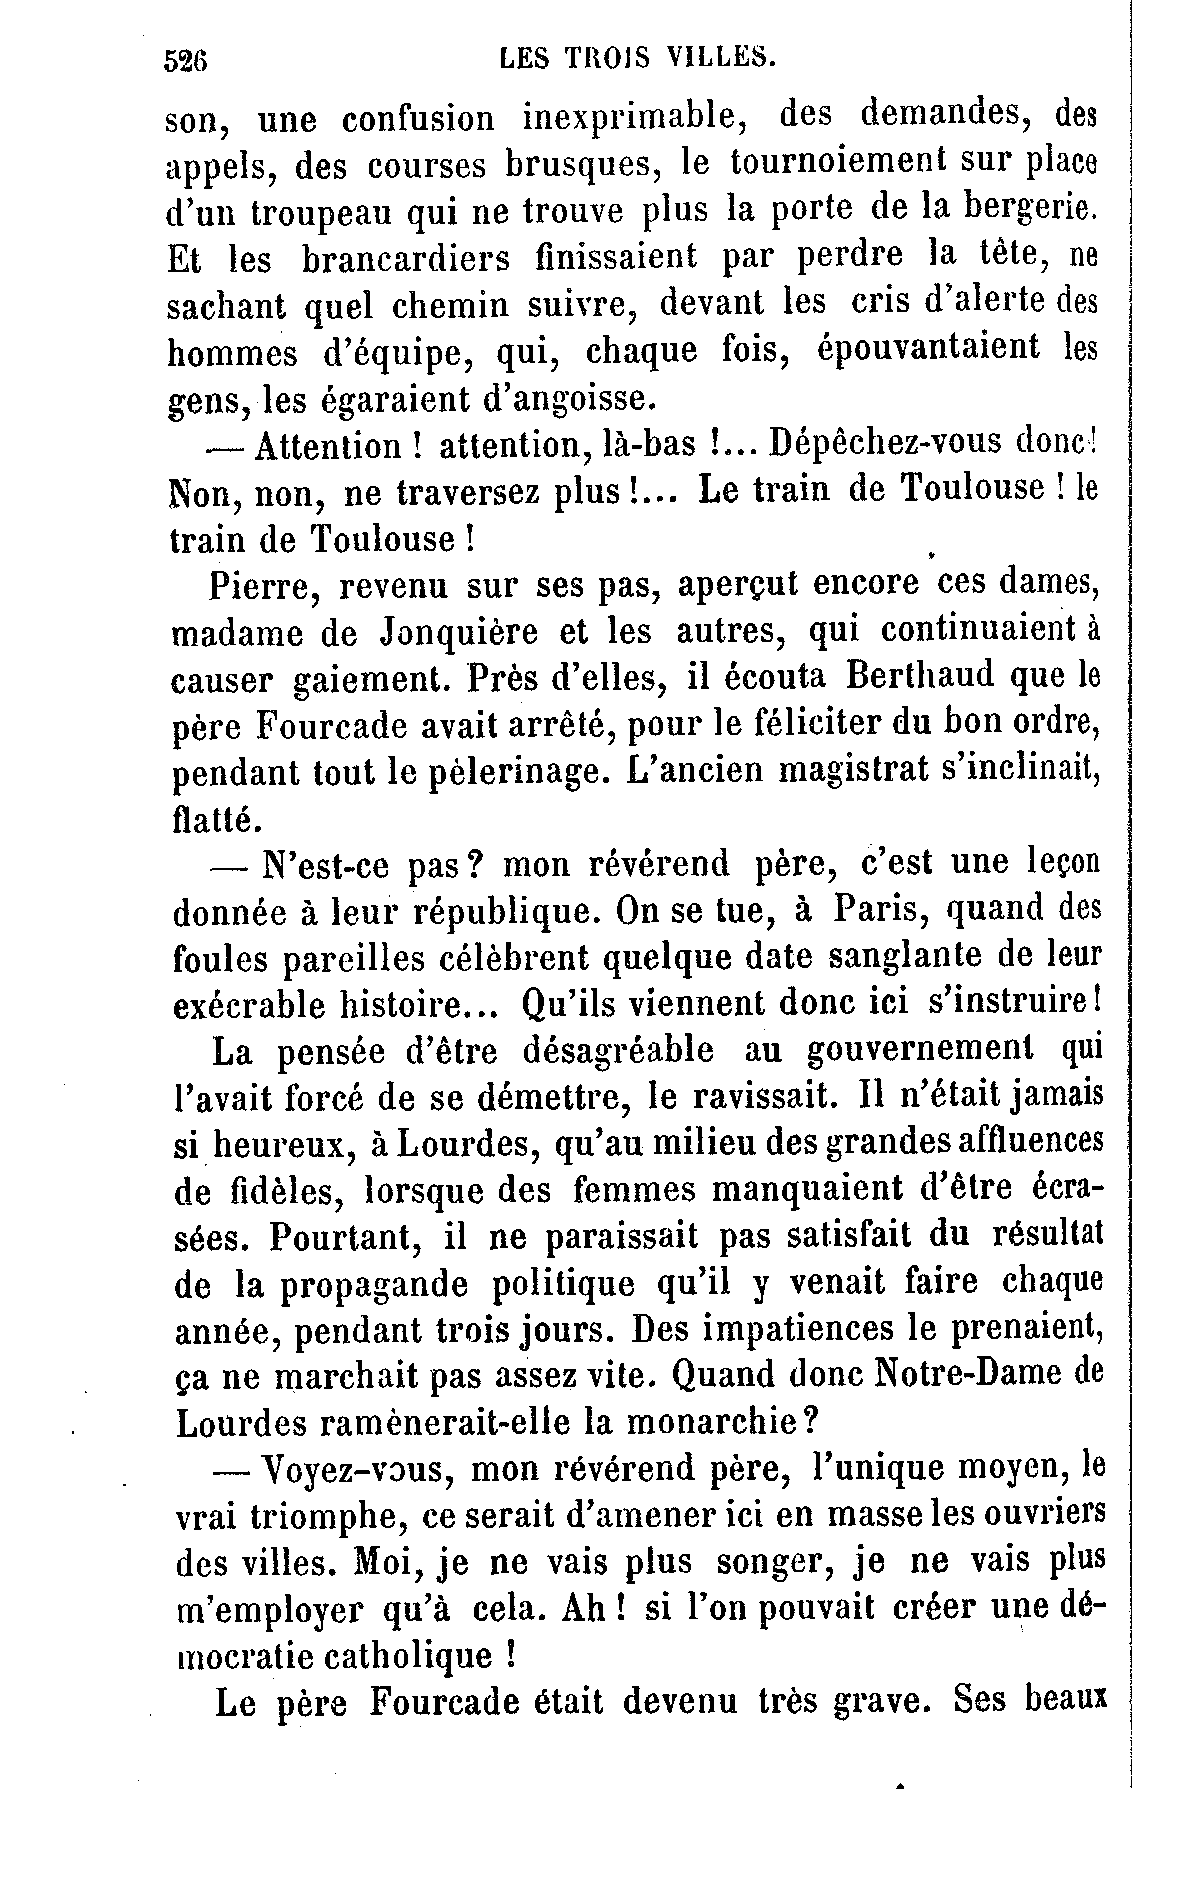 526 LES TROIS VILLES.
son, une confusion inexprimable, des demandes, des
appels, des courses brusques, le tournoiement sur place
d'un troupeau qui ne trouve plus la porte de la bergerie.
Et les brancardiers finissaient par perdre la tête, ne
sachant quel chemin suivre, devant les cris d'alerte des
hommes d'équipe, qui, chaque fois, épouvantaient les
gens, les égaraient d'angoisse.
— Attention ! attention, là-bas !... Dépêchez-vous donc!
Non, non, ne traversez plus !... Le train de Toulouse ! le
train de Toulouse !
Pierre, revenu sur ses pas, aperçut encore ces dames,
madame de Jonquière et les autres, qui continuaient à
causer gaiement. Près d'elles, il écouta Berthaud que le
père Fourcade avait arrêté, pour le féliciter du bon ordre,
pendant tout le pèlerinage. L'ancien magistrat s'inclinait,
flatté.
— N'est-ce pas ? mon révérend père, c'est une leçon
donnée à leur république. On se tue, à Paris, quand des
foules pareilles célèbrent quelque date sanglante de leur
exécrable histoire... Qu'ils viennent donc ici s'instruire!
La pensée d'être désagréable au gouvernement qui
l'avait forcé de se démettre, le ravissait. Il n'était jamais
si heureux, à Lourdes, qu'au milieu des grandes affluences
de fidèles, lorsque des femmes manquaient d'être écra-
sées. Pourtant, il ne paraissait pas satisfait du résultat
de la propagande politique qu'il y venait faire chaque
année, pendant trois jours. Des impatiences le prenaient,
ça ne marchait pas assez vite. Quand donc Notre-Dame de
Lourdes ramènerait-elle la monarchie ?
— Voyez-vous, mon révérend père, l'unique moyen, le
vrai triomphe, ce serait d'amener ici en masse les ouvriers
des villes. Moi, je ne vais plus songer, je ne vais plus
m'employer qu'à cela. Ah ! si l'on pouvait créer une dé-
mocratie catholique !
Le père Fourcade était devenu très grave. Ses beaux